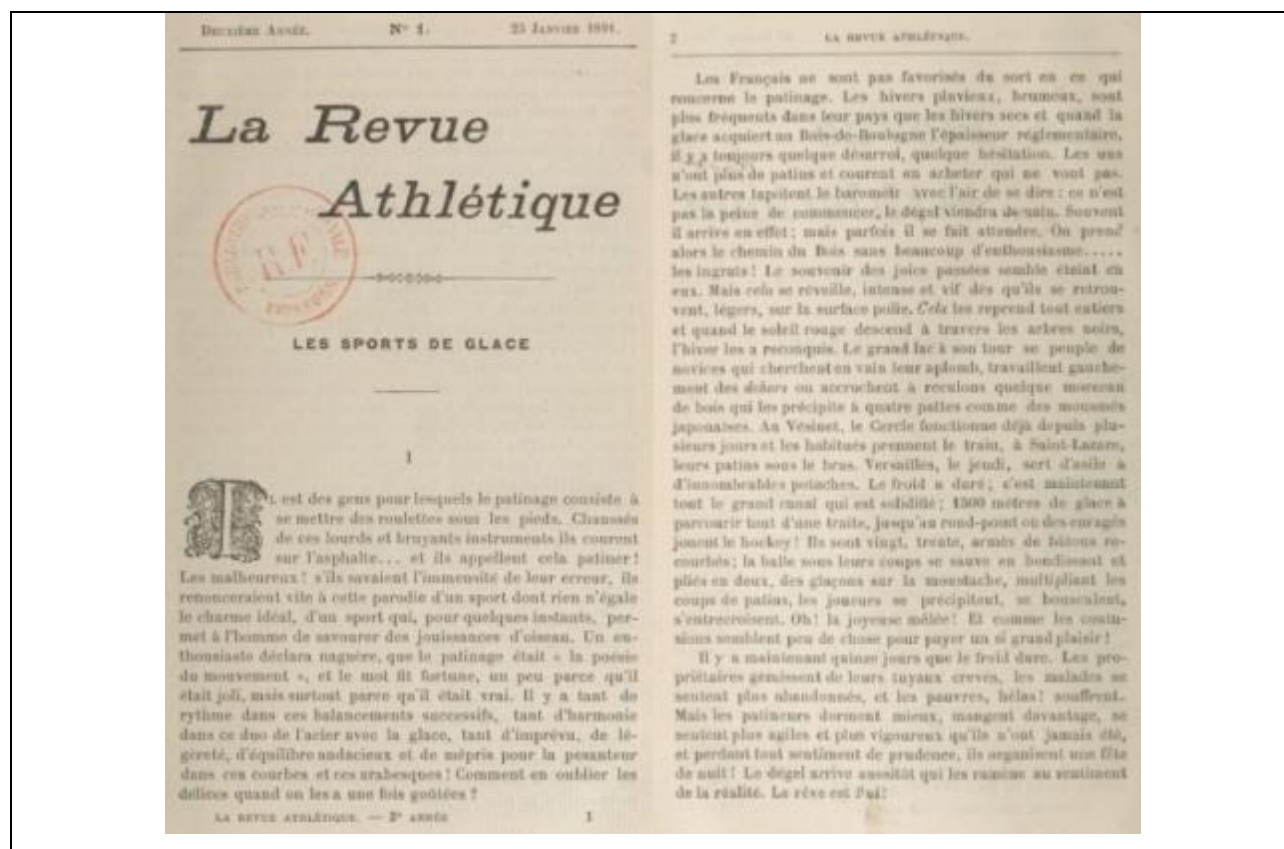 DEUXIÈME ANNÉE. N° 1. 25 JANVIER 1891.
La Revue
Athlétique
LES SPORTS DE GLACE
I
IL est des gens pour lesquels le patinage consiste à
se mettre des roulettes sous les pieds. Chaussés
de ces lourds et bruyants instruments ils courent
sur l'asphalte... et ils appellent cela patiner!
Les malheureux! s'ils savaient l'immensité de leur erreur, ils
renonceraient vite à cette parodie d'un sport dont rien n'égale
le charme idéal, d'un sport qui, pour quelques instants, per-
met à l'homme de savourer des jouissances d'oiseau. Un en-
thousiaste déclara naguère, que le patinage était « la poésie
du mouvement », et le mot fit fortune, un peu parce qu'il
était joli, mais surtout parce qu'il était vrai. Il y a tant de
rythme dans ces balancements successifs, tant d'harmonie
dans ce duo de l'acier avec la glace, tant d'imprévu, de lé-
gèreté, d'équilibre audacieux et de mépris pour la pesanteur
dans ces courbes et ces arabesques! Comment en oublier les
délices quand on les a une fois goûtées ?
LA REVUE ATHLÉTIQUE. — 2e ANNÉE 1
2 LA REVUE ATHLÉTIQUE.
Les Français ne sont pas favorisés du sort en ce qui
concerne le patinage. Les hivers pluvieux, brumeux, sont
plus fréquents dans leur pays que les hivers secs et quand la
glace acquiert au Bois-de-Boulogne l'épaisseur réglementaire,
il y a toujours quelque désarroi, quelque hésitation. Les uns
n'ont plus de patins et courent en acheter qui ne vont pas.
Les autres tapotent le baromètr avec l'air de se dire : ce n'est
pas la peine de commencer, le dégel viendra demain. Souvent
il arrive en effet; mais parfois il se fait attendre. On prend
alors le chemin du Bois sans beaucoup d'enthousiasme.....
les ingrats! Le souvenir des joies passées semble éteint en
eux. Mais cela se réveille, intense et vif dès qu'ils se retrou-
vent, légers, sur la surface polie. Cela les reprend tout entiers
et quand le soleil rouge descend à travers les arbres noirs,
l'hiver les a reconquis. Le grand lac à son tour se peuple de
novices qui cherchent en vain leur aplomb, travaillent gauche-
ment des dehors ou accrochent à reculons quelque morceau
de bois qui les précipite à quatre pattes comme des mousmés
japonaises. Au Vésinet, le Cercle fonctionne déjà depuis plu-
sieurs jours et les habitués prennent le train, à Saint-Lazare,
leurs patins sous le bras. Versailles, le jeudi, sert d'asile à
d'innombrables potaches. Le froid a duré; c'est maintenant
tout le grand canal qui est solidifié; 1500 mètres de glace à
parcourir tout d'une traite, jusqu'au rond-point où des enragés
jouent le hockey! Ils sont vingt, trente, armés de bâtons re-
courbés; la balle sous leurs coups se sauve en bondissant et
pliés en deux, des glaçons sur la moustache, multipliant les
coups de patins, les joueurs se précipitent, se bousculent,
s'entrecroisent. Oh! la joyeuse mêlée! Et comme les contu-
sions semblent peu de chose pour payer un si grand plaisir!
Il y a maintenant quinze jours que le froid dure. Les pro-
priétaires gémissent de leurs tuyaux crevés, les malades se
sentent plus abandonnés, et les pauvres, hélas! souffrent.
Mais les patineurs dorment mieux, mangent davantage, se
sentent plus agiles et plus vigoureux qu'ils n'ont jamais été,
et perdant tout sentiment de prudence, ils organisent une fête
de nuit! Le dégel arrive aussitôt qui les ramène au sentiment
de la réalité. Le rêve est fini!